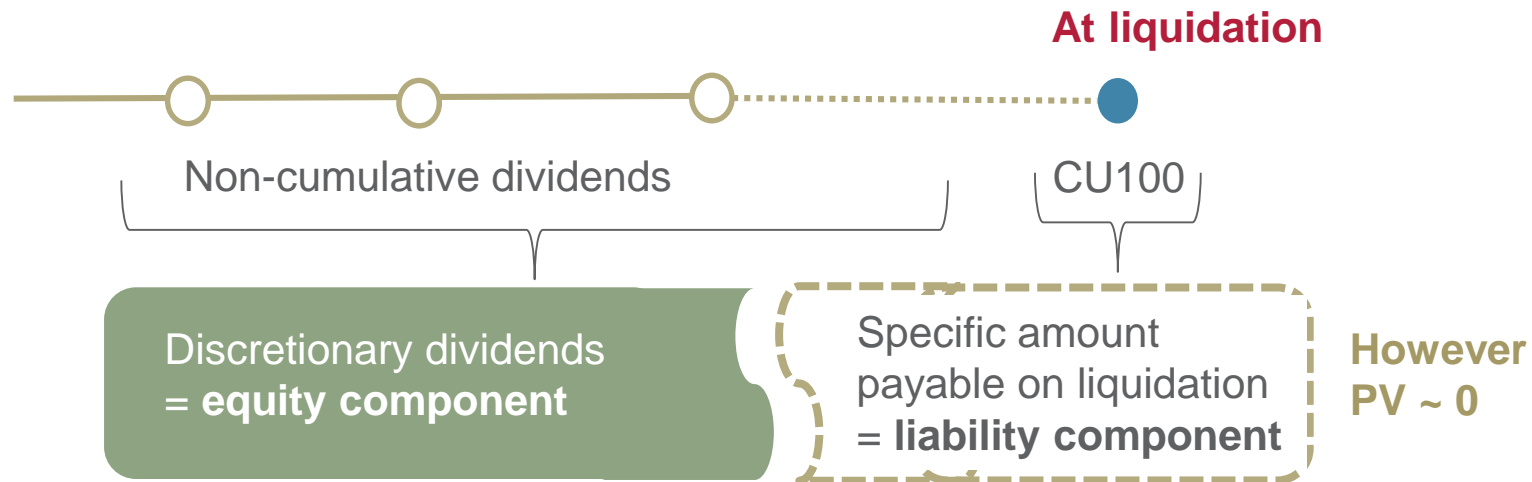 At liquidation
Non-cumulative dividends
CU100
Discretionary dividends
= equity component
Specific amount
payable on liquidation
= liability component
However
PV ~ 0